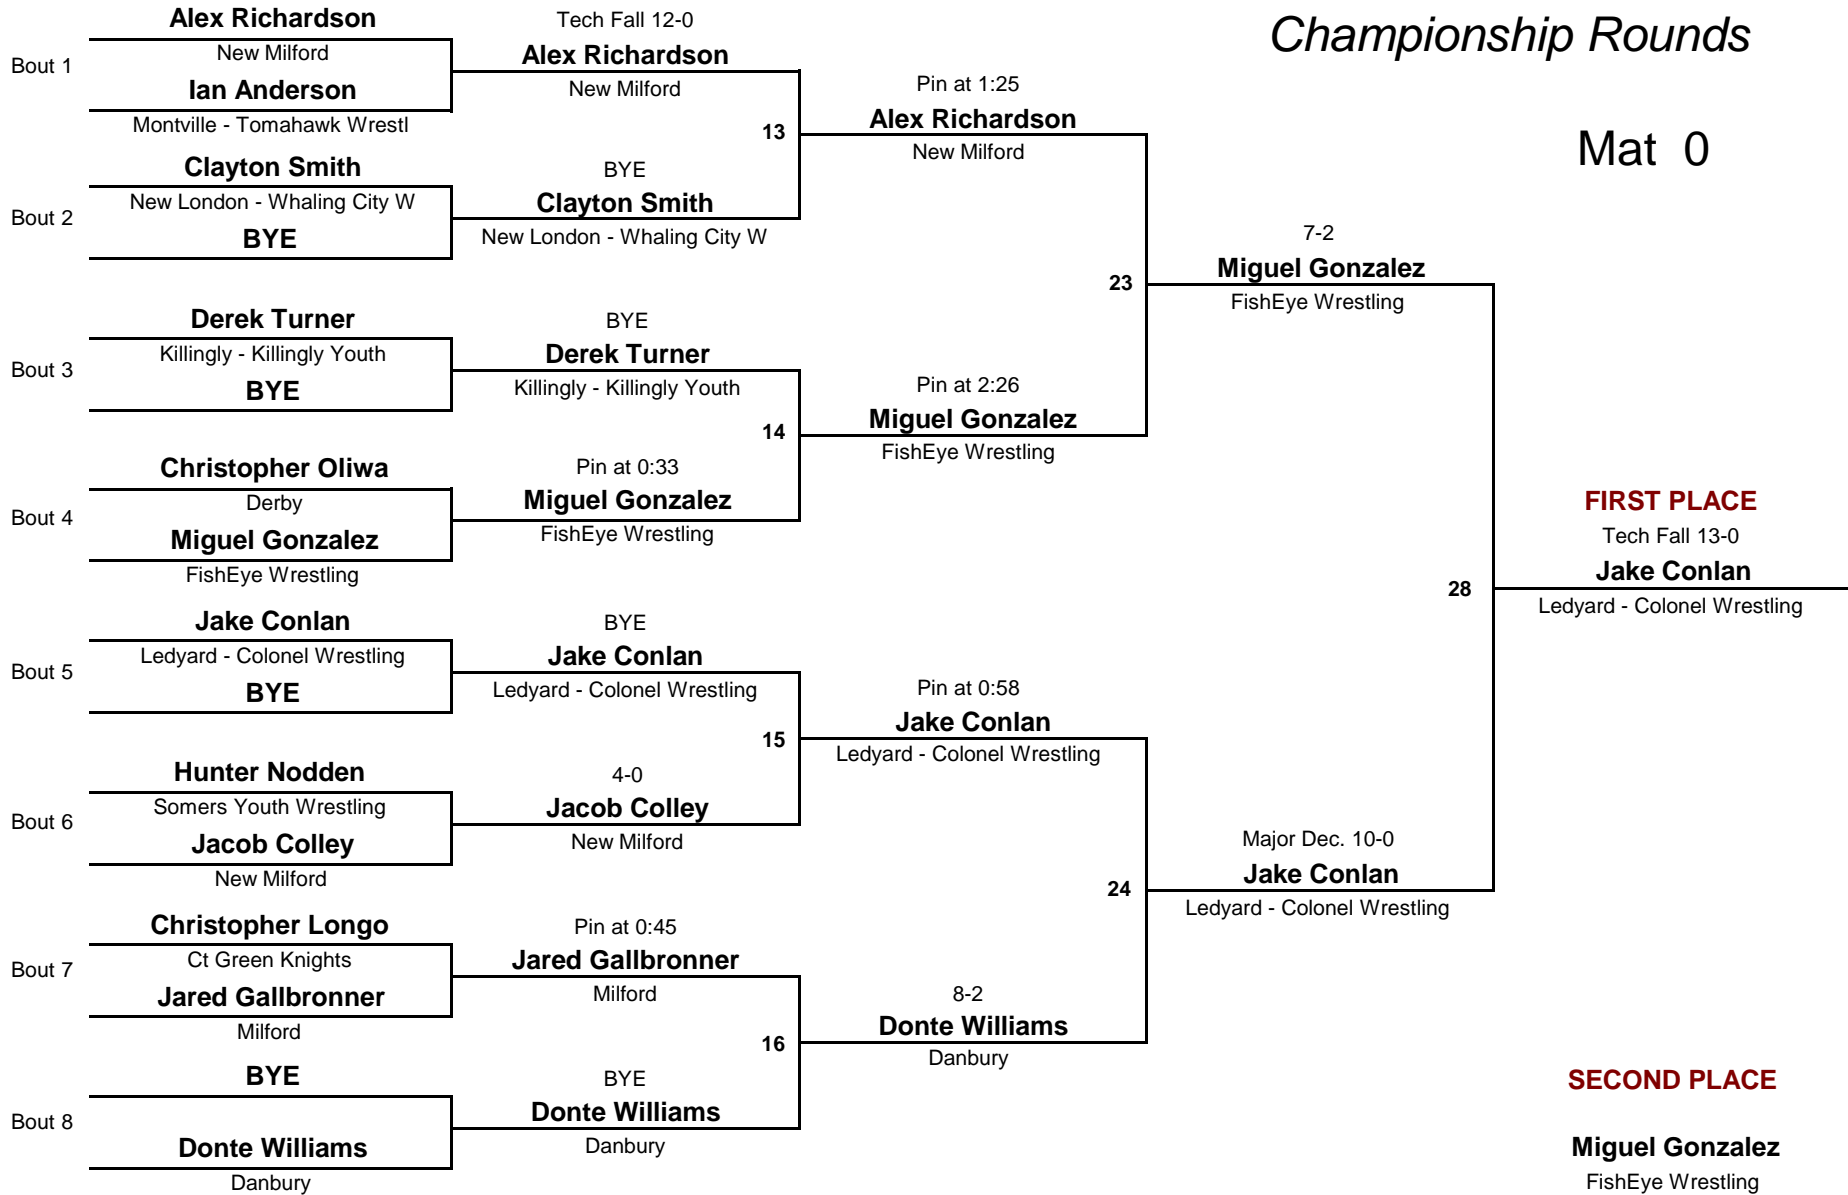 Championship Rounds
Mat 0
Bout 1
Alex Richardson
New Milford
Ian Anderson
Montville - Tomahawk Wrestl
Bout 2
Clayton Smith
New London - Whaling City W
BYE
Bout 3
Derek Turner
Killingly - Killingly Youth
BYE
Bout 4
Christopher Oliwa
Derby
Miguel Gonzalez
FishEye Wrestling
Bout 5
Jake Conlan
Ledyard - Colonel Wrestling
BYE
Bout 6
Hunter Nodden
Somers Youth Wrestling
Jacob Colley
New Milford
Bout 7
Christopher Longo
Ct Green Knights
Jared Gallbronner
Milford
Bout 8
BYE
Donte Williams
Danbury
Tech Fall 12-0
Alex Richardson
New Milford
13
BYE
Clayton Smith
New London - Whaling City W
BYE
Derek Turner
Killingly - Killingly Youth
14
Pin at 0:33
Miguel Gonzalez
FishEye Wrestling
BYE
Jake Conlan
Ledyard - Colonel Wrestling
15
4-0
Jacob Colley
New Milford
Pin at 0:45
Jared Gallbronner
Milford
16
BYE
Donte Williams
Danbury
Pin at 1:25
Alex Richardson
New Milford
23
Pin at 2:26
Miguel Gonzalez
FishEye Wrestling
Pin at 0:58
Jake Conlan
Ledyard - Colonel Wrestling
24
8-2
Donte Williams
Danbury
7-2
Miguel Gonzalez
FishEye Wrestling
28
Major Dec. 10-0
Jake Conlan
Ledyard - Colonel Wrestling
FIRST PLACE
Tech Fall 13-0
Jake Conlan
Ledyard - Colonel Wrestling
SECOND PLACE
Miguel Gonzalez
FishEye Wrestling